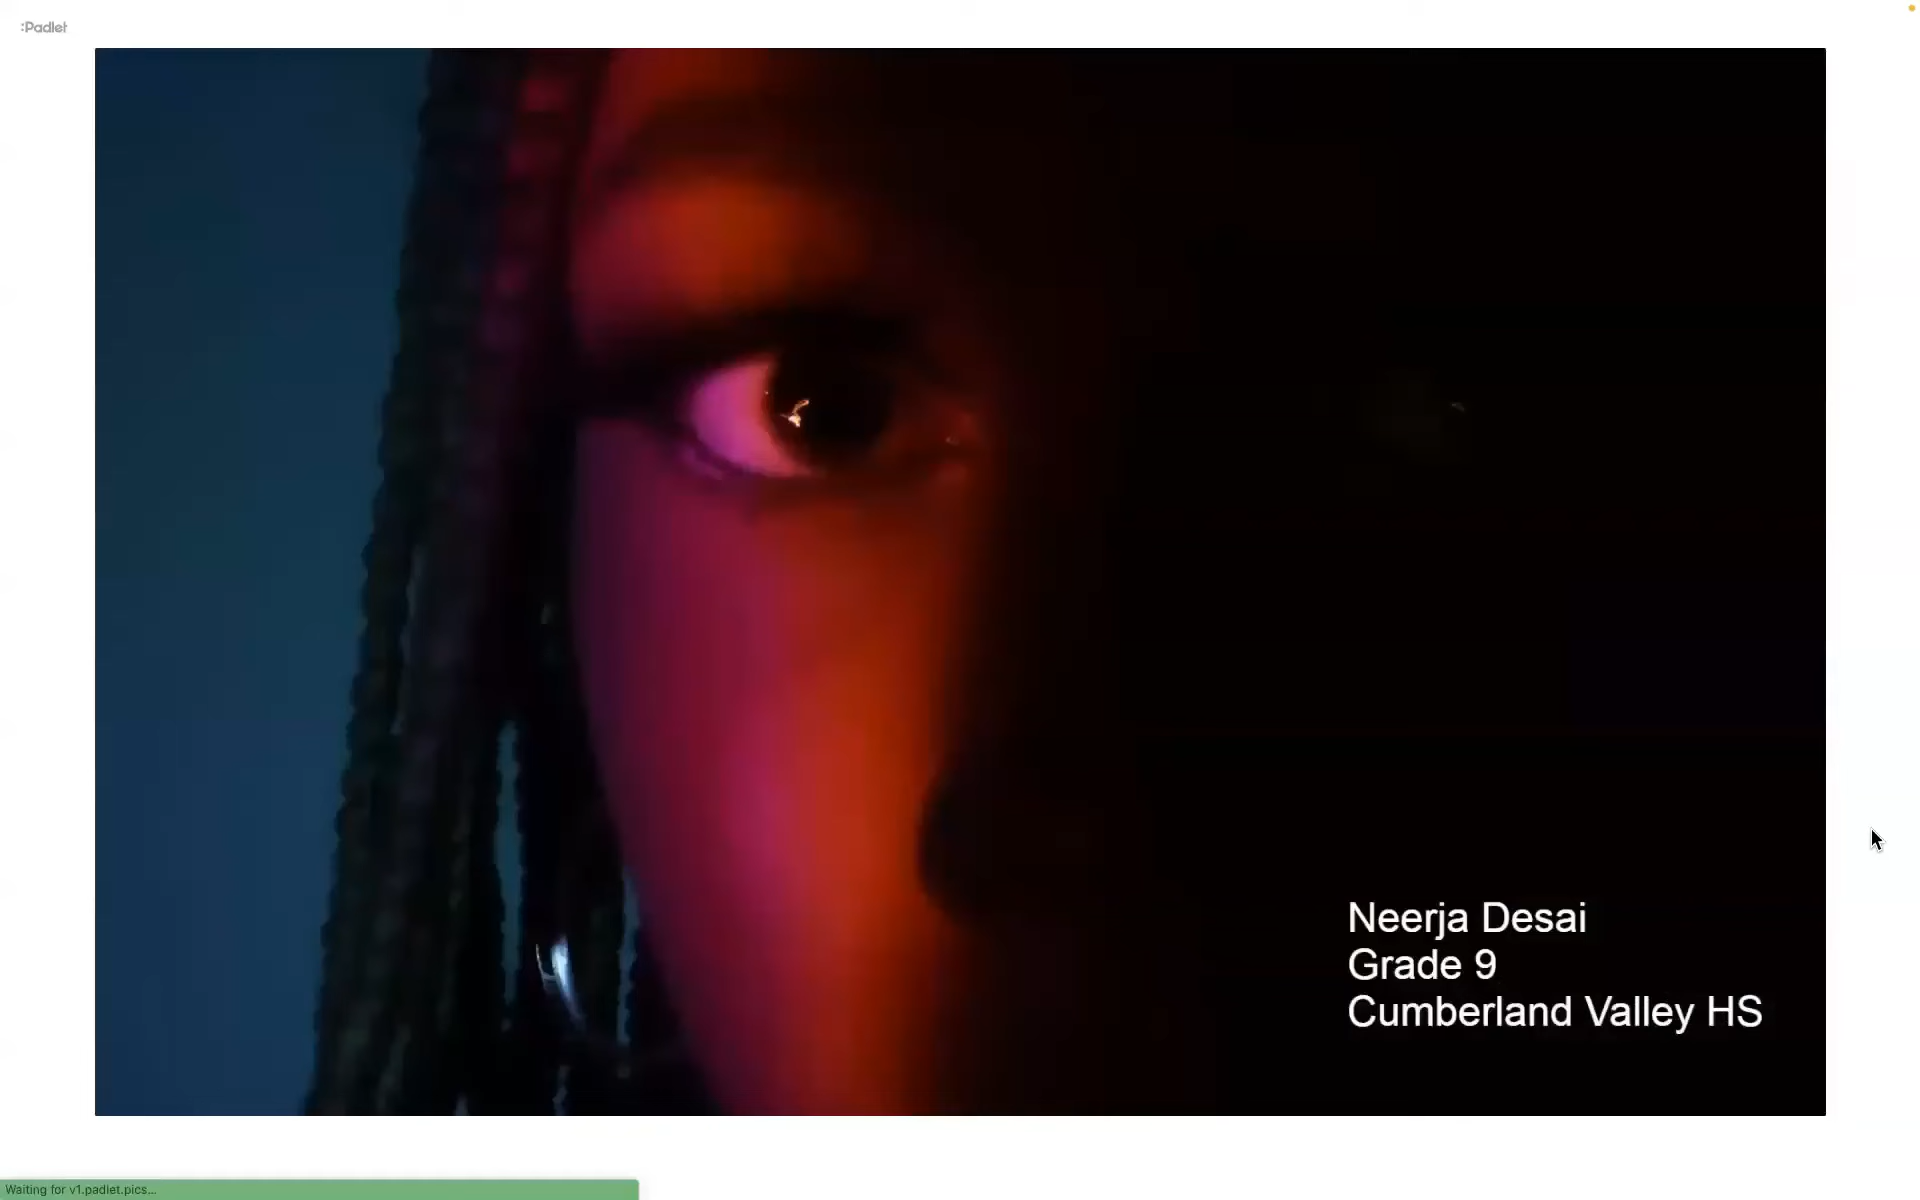 :Padlet
Neerja Desai
Grade 9
Cumberland Valley HS
Waiting for v1.padlet.pics...